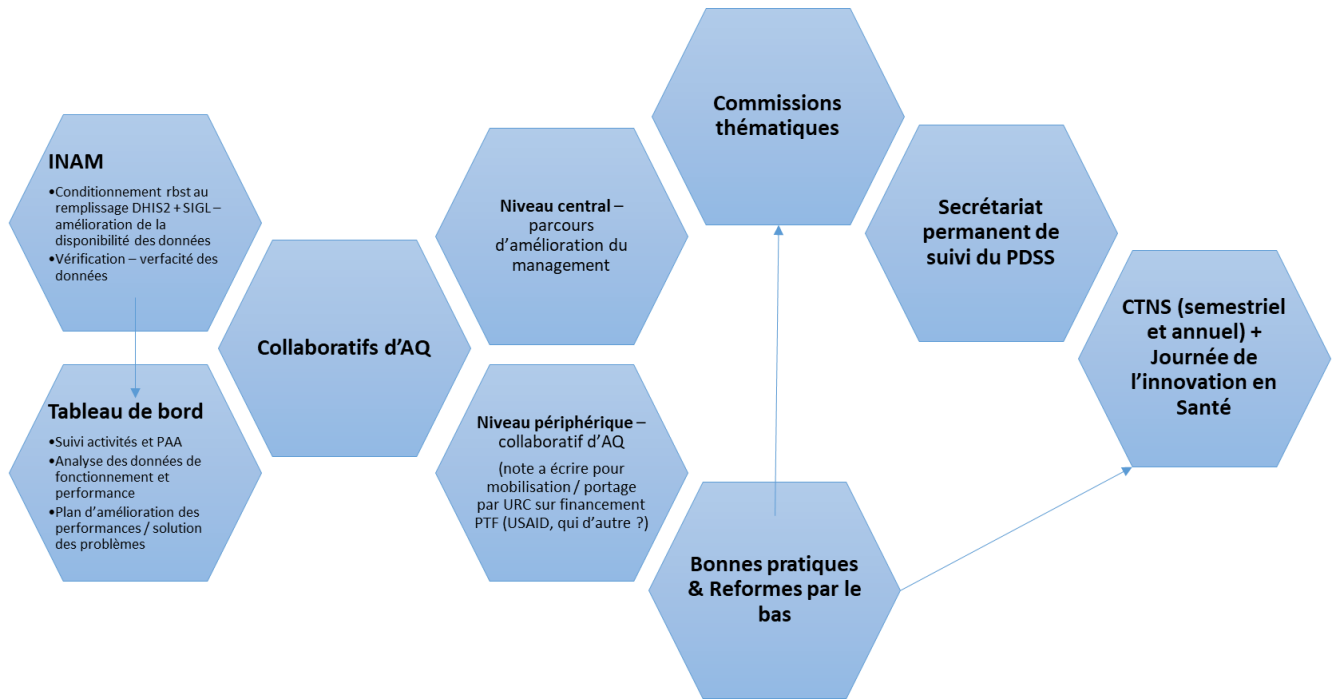 INAM
•Conditionnement rbst au
remplissage DHIS2 + SIGL –
amélioration de la
disponibilité des données
•Vérification – verfacité des
données
Tableau de bord
•Suivi activités et PAA
•Analyse des données de
fonctionnement et
performance
•Plan d'amélioration des
performances / solution
des problèmes
Collaboratifs d'AQ
Niveau central –
parcours
d'amélioration du
management
Niveau périphérique –
collaboratif d'AQ
(note a écrire pour
mobilisation / portage
par URC sur financement
PTF (USAID, qui d'autre ?)
Commissions
thématiques
Bonnes pratiques
& Reformes par le
bas
Secrétariat
permanent de
suivi du PDSS
CTNS (semestriel
et annuel) +
Journée de
l'innovation en
Santé